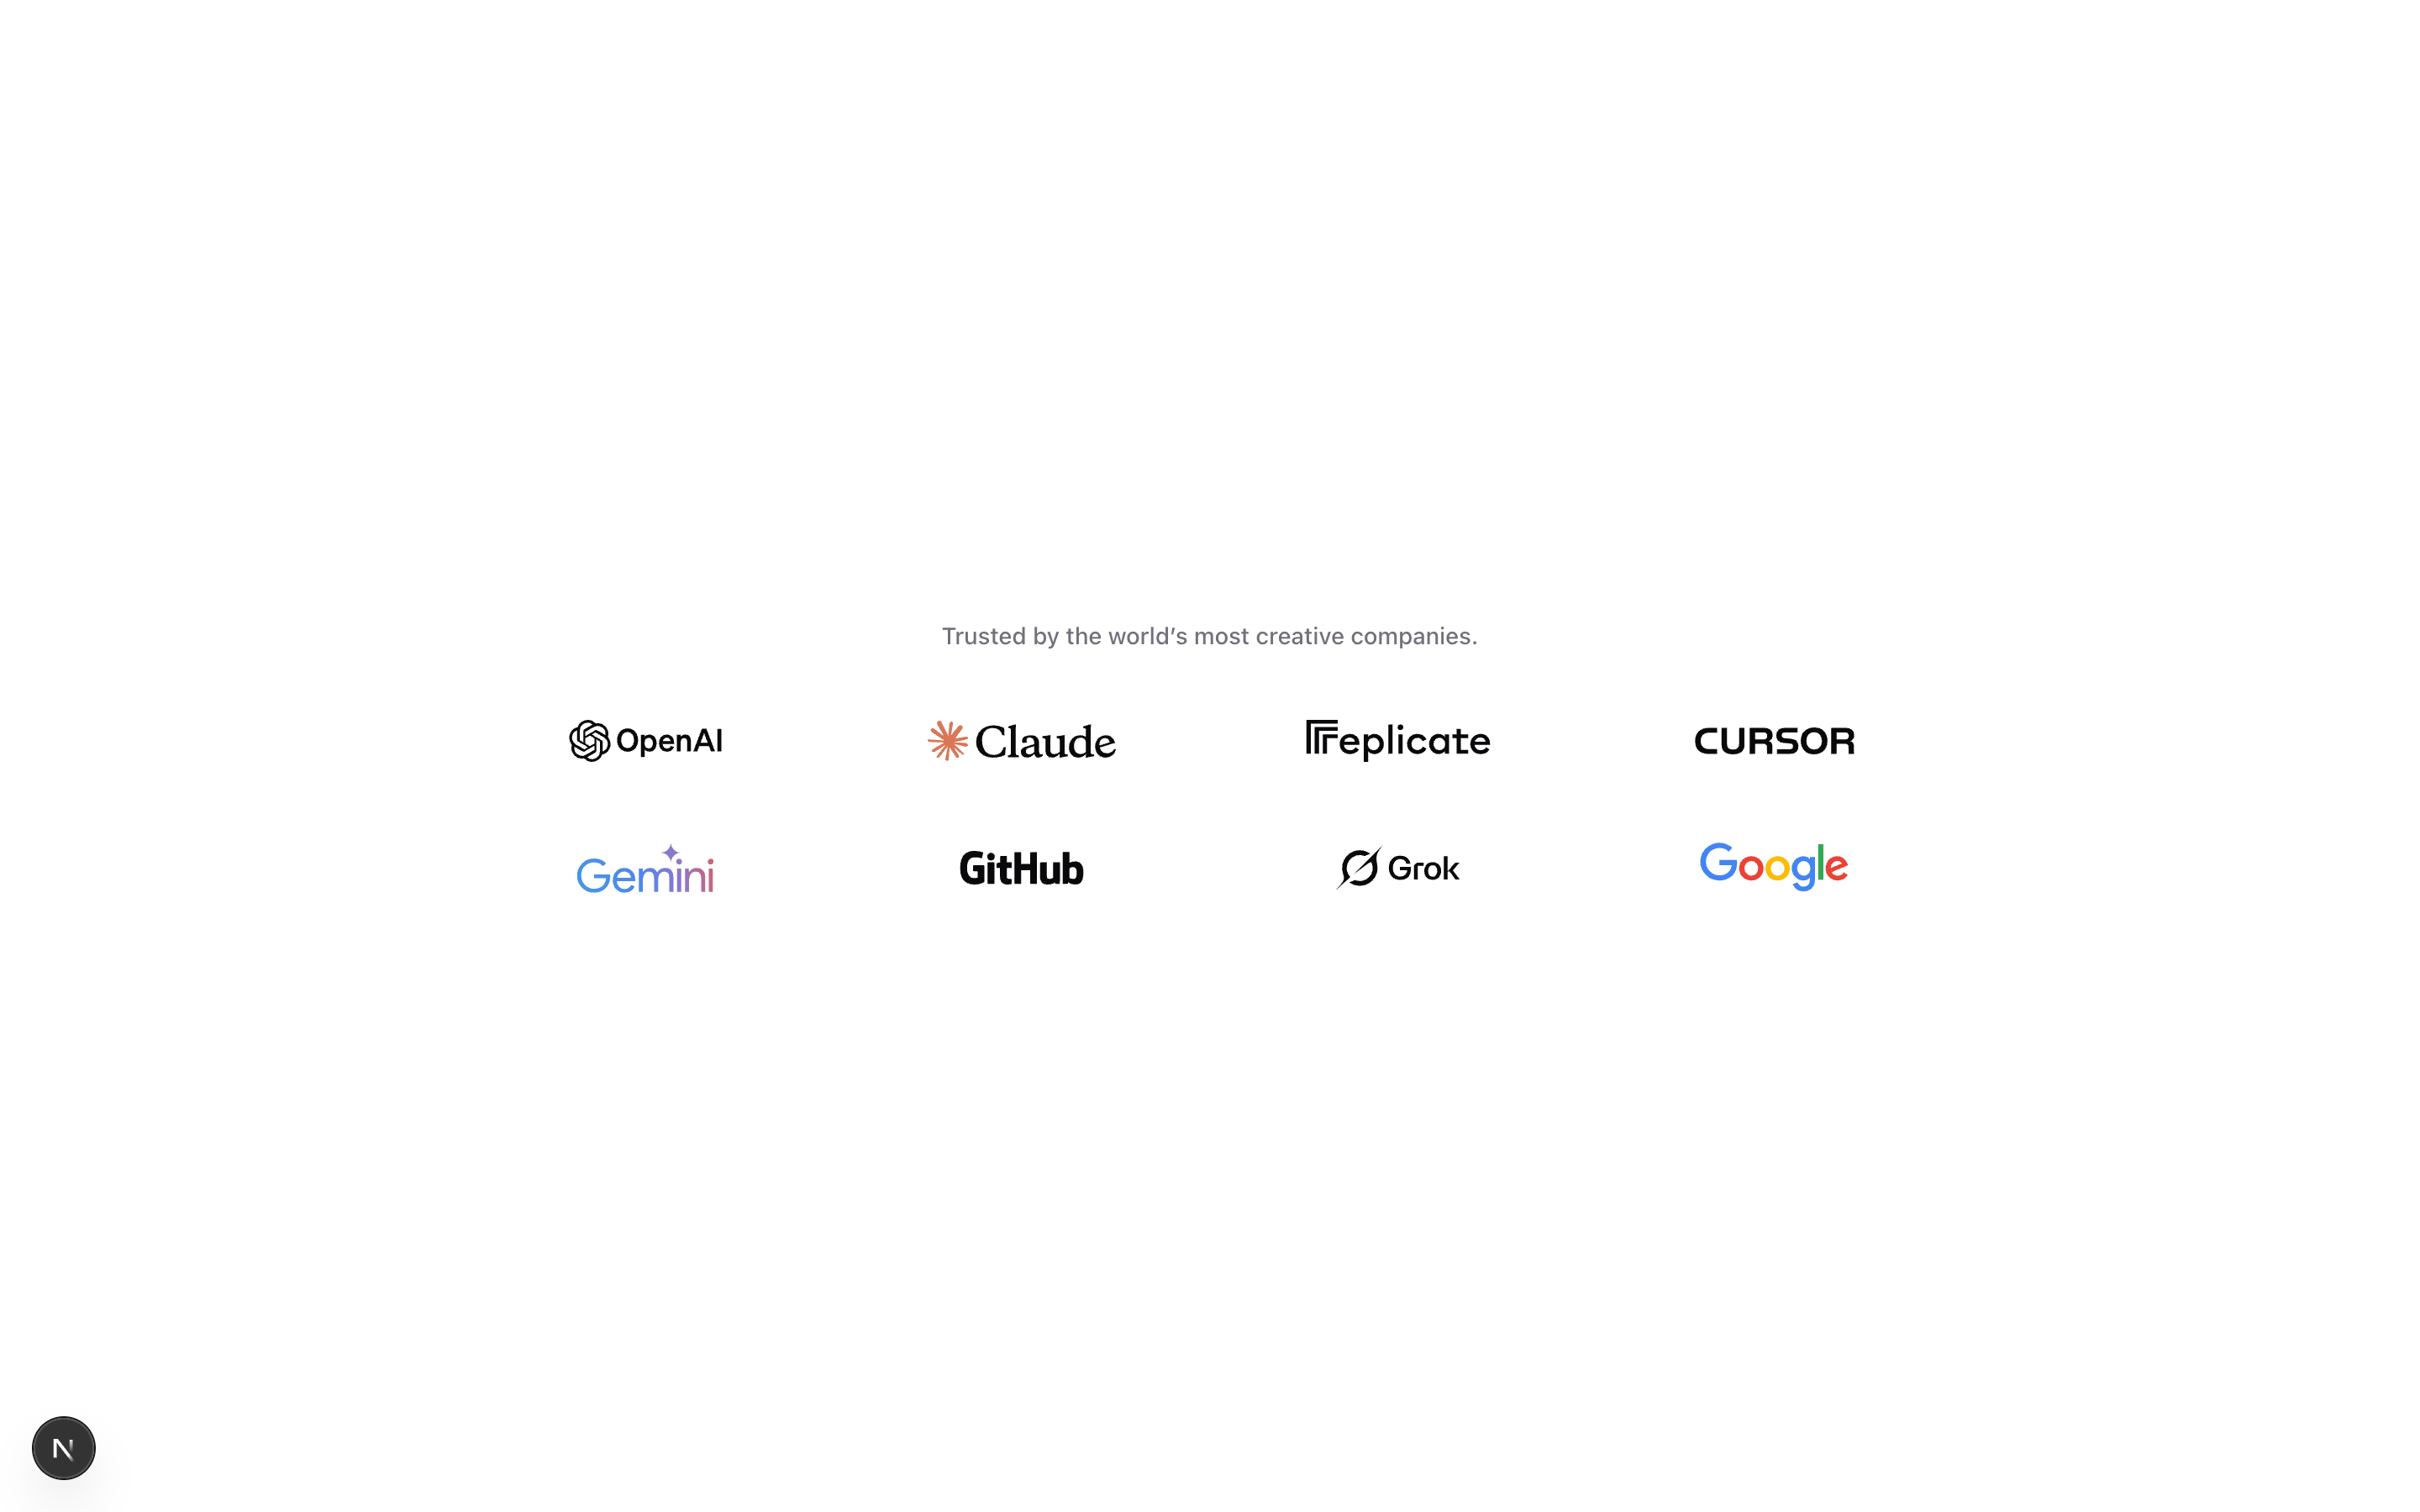 Trusted by the world’s most creative companies.
OpenAI Claude Replicate CURSOR
Gemini GitHub Grok Google
N